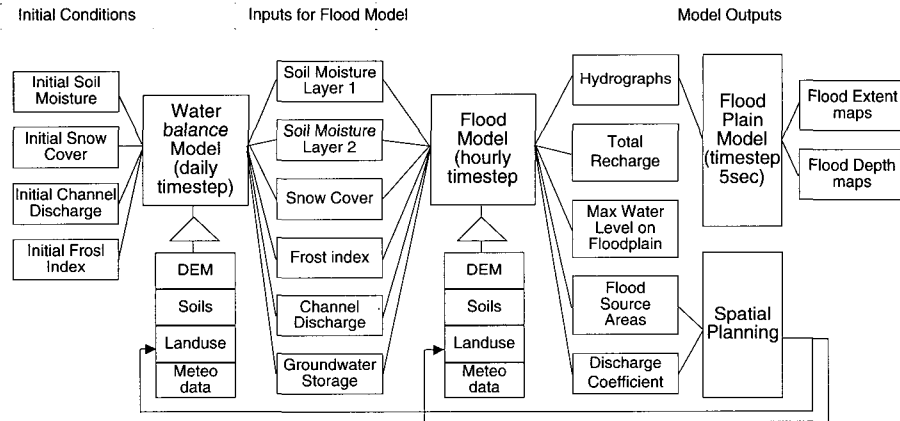 Initial Conditions
Inputs for Flood Model
Model Outputs
Initial Soil
Moisture
Initial Snow
Cover
Initial Channel
Discharge
Initial Frosl
Index
Water
balance
Model
(daily
timestep)
DEM
Soils
Landuse
Meteo
data
Soil Moisture
Layer 1
Soil Moisture
Layer 2
Snow Cover
Frost index
Channel
Discharge
Groundwater
Storage
Flood
Model
(hourly
timestep
DEM
Soils
Landuse
Meteo
data
Hydrographs
Total
Recharge
Max Water
Level on
Floodplain
Flood
Source
Areas
Discharge
Coefficient
Flood
Plain
Model
(timestep
5sec)
Spatial
Planning
Flood Extent
maps
Flood Depth
maps